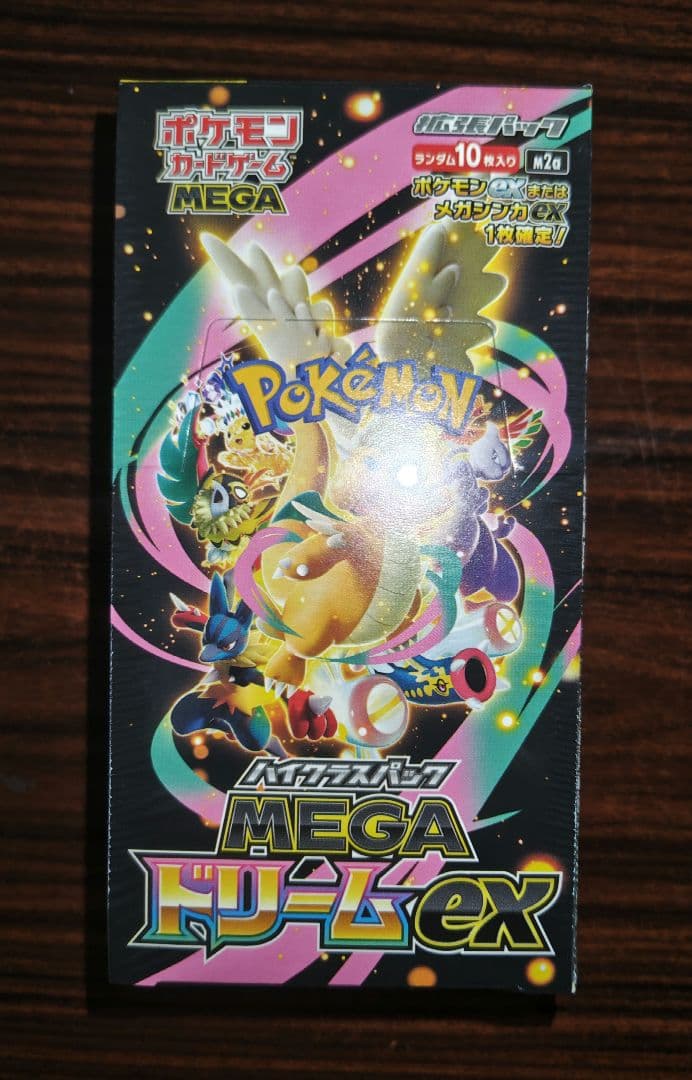 ポケモン
カードゲーム
MEGA
拡張パック
ランダム10枚入り M2a
ポケモンexまたは
メガシンカex
1枚確定!
POKéMON
ハイクラスパック
MEGA
ドリームex